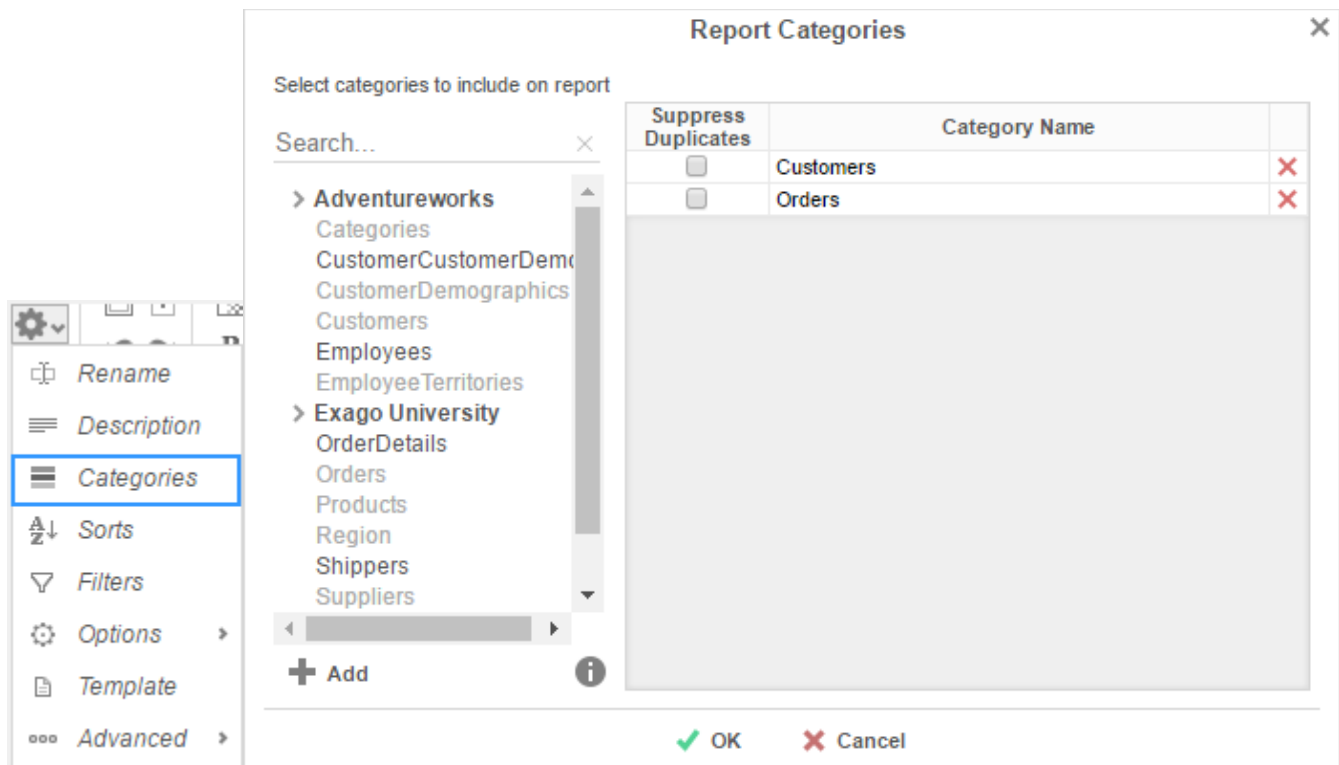 Report Categories
Select categories to include on report
Search...
Adventureworks
Categories
CustomerCustomerDem
CustomerDemographics
Customers
Employees
EmployeeTerritories
Exago University
OrderDetails
Orders
Products
Region
Shippers
Suppliers
Add
Suppress Duplicates
Category Name
Customers
Orders
OK
Cancel
Rename
Description
Categories
Sorts
Filters
Options
Template
Advanced